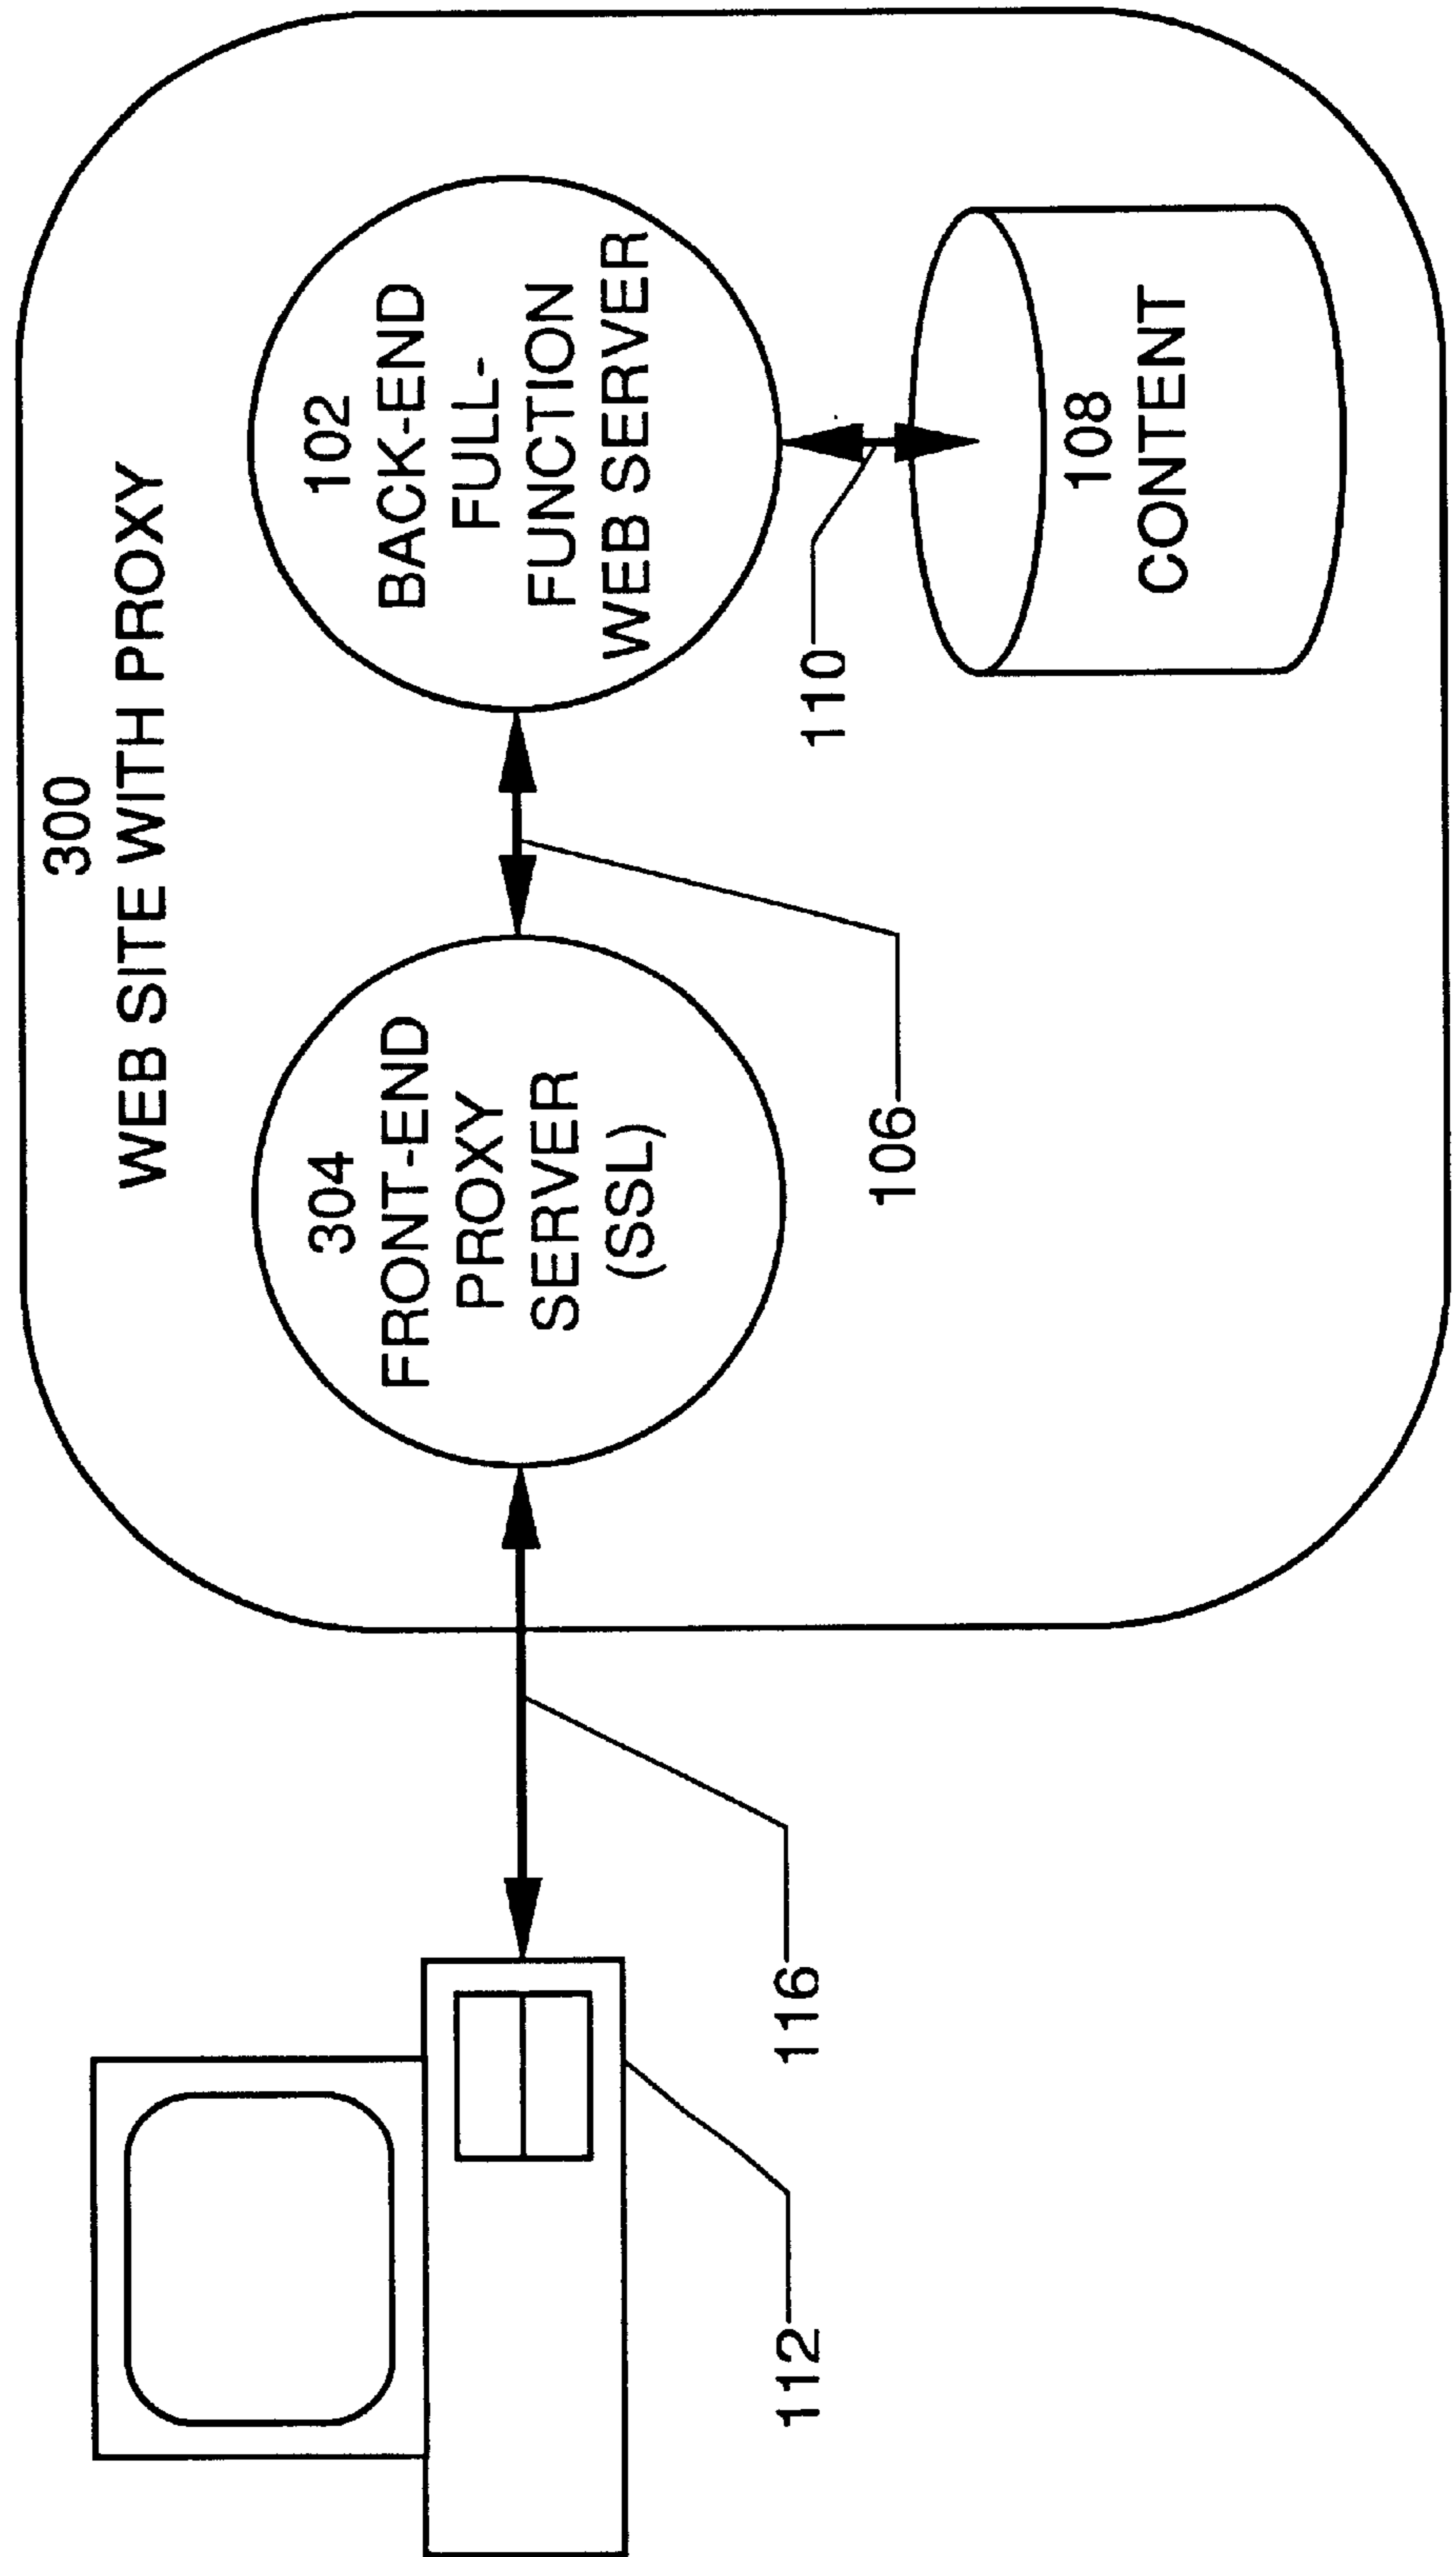 300
WEB SITE WITH PROXY
304
FRONT-END
PROXY
SERVER
(SSL)
102
BACK-END
FULL-
FUNCTION
WEB SERVER
112
116
106
110
108
CONTENT